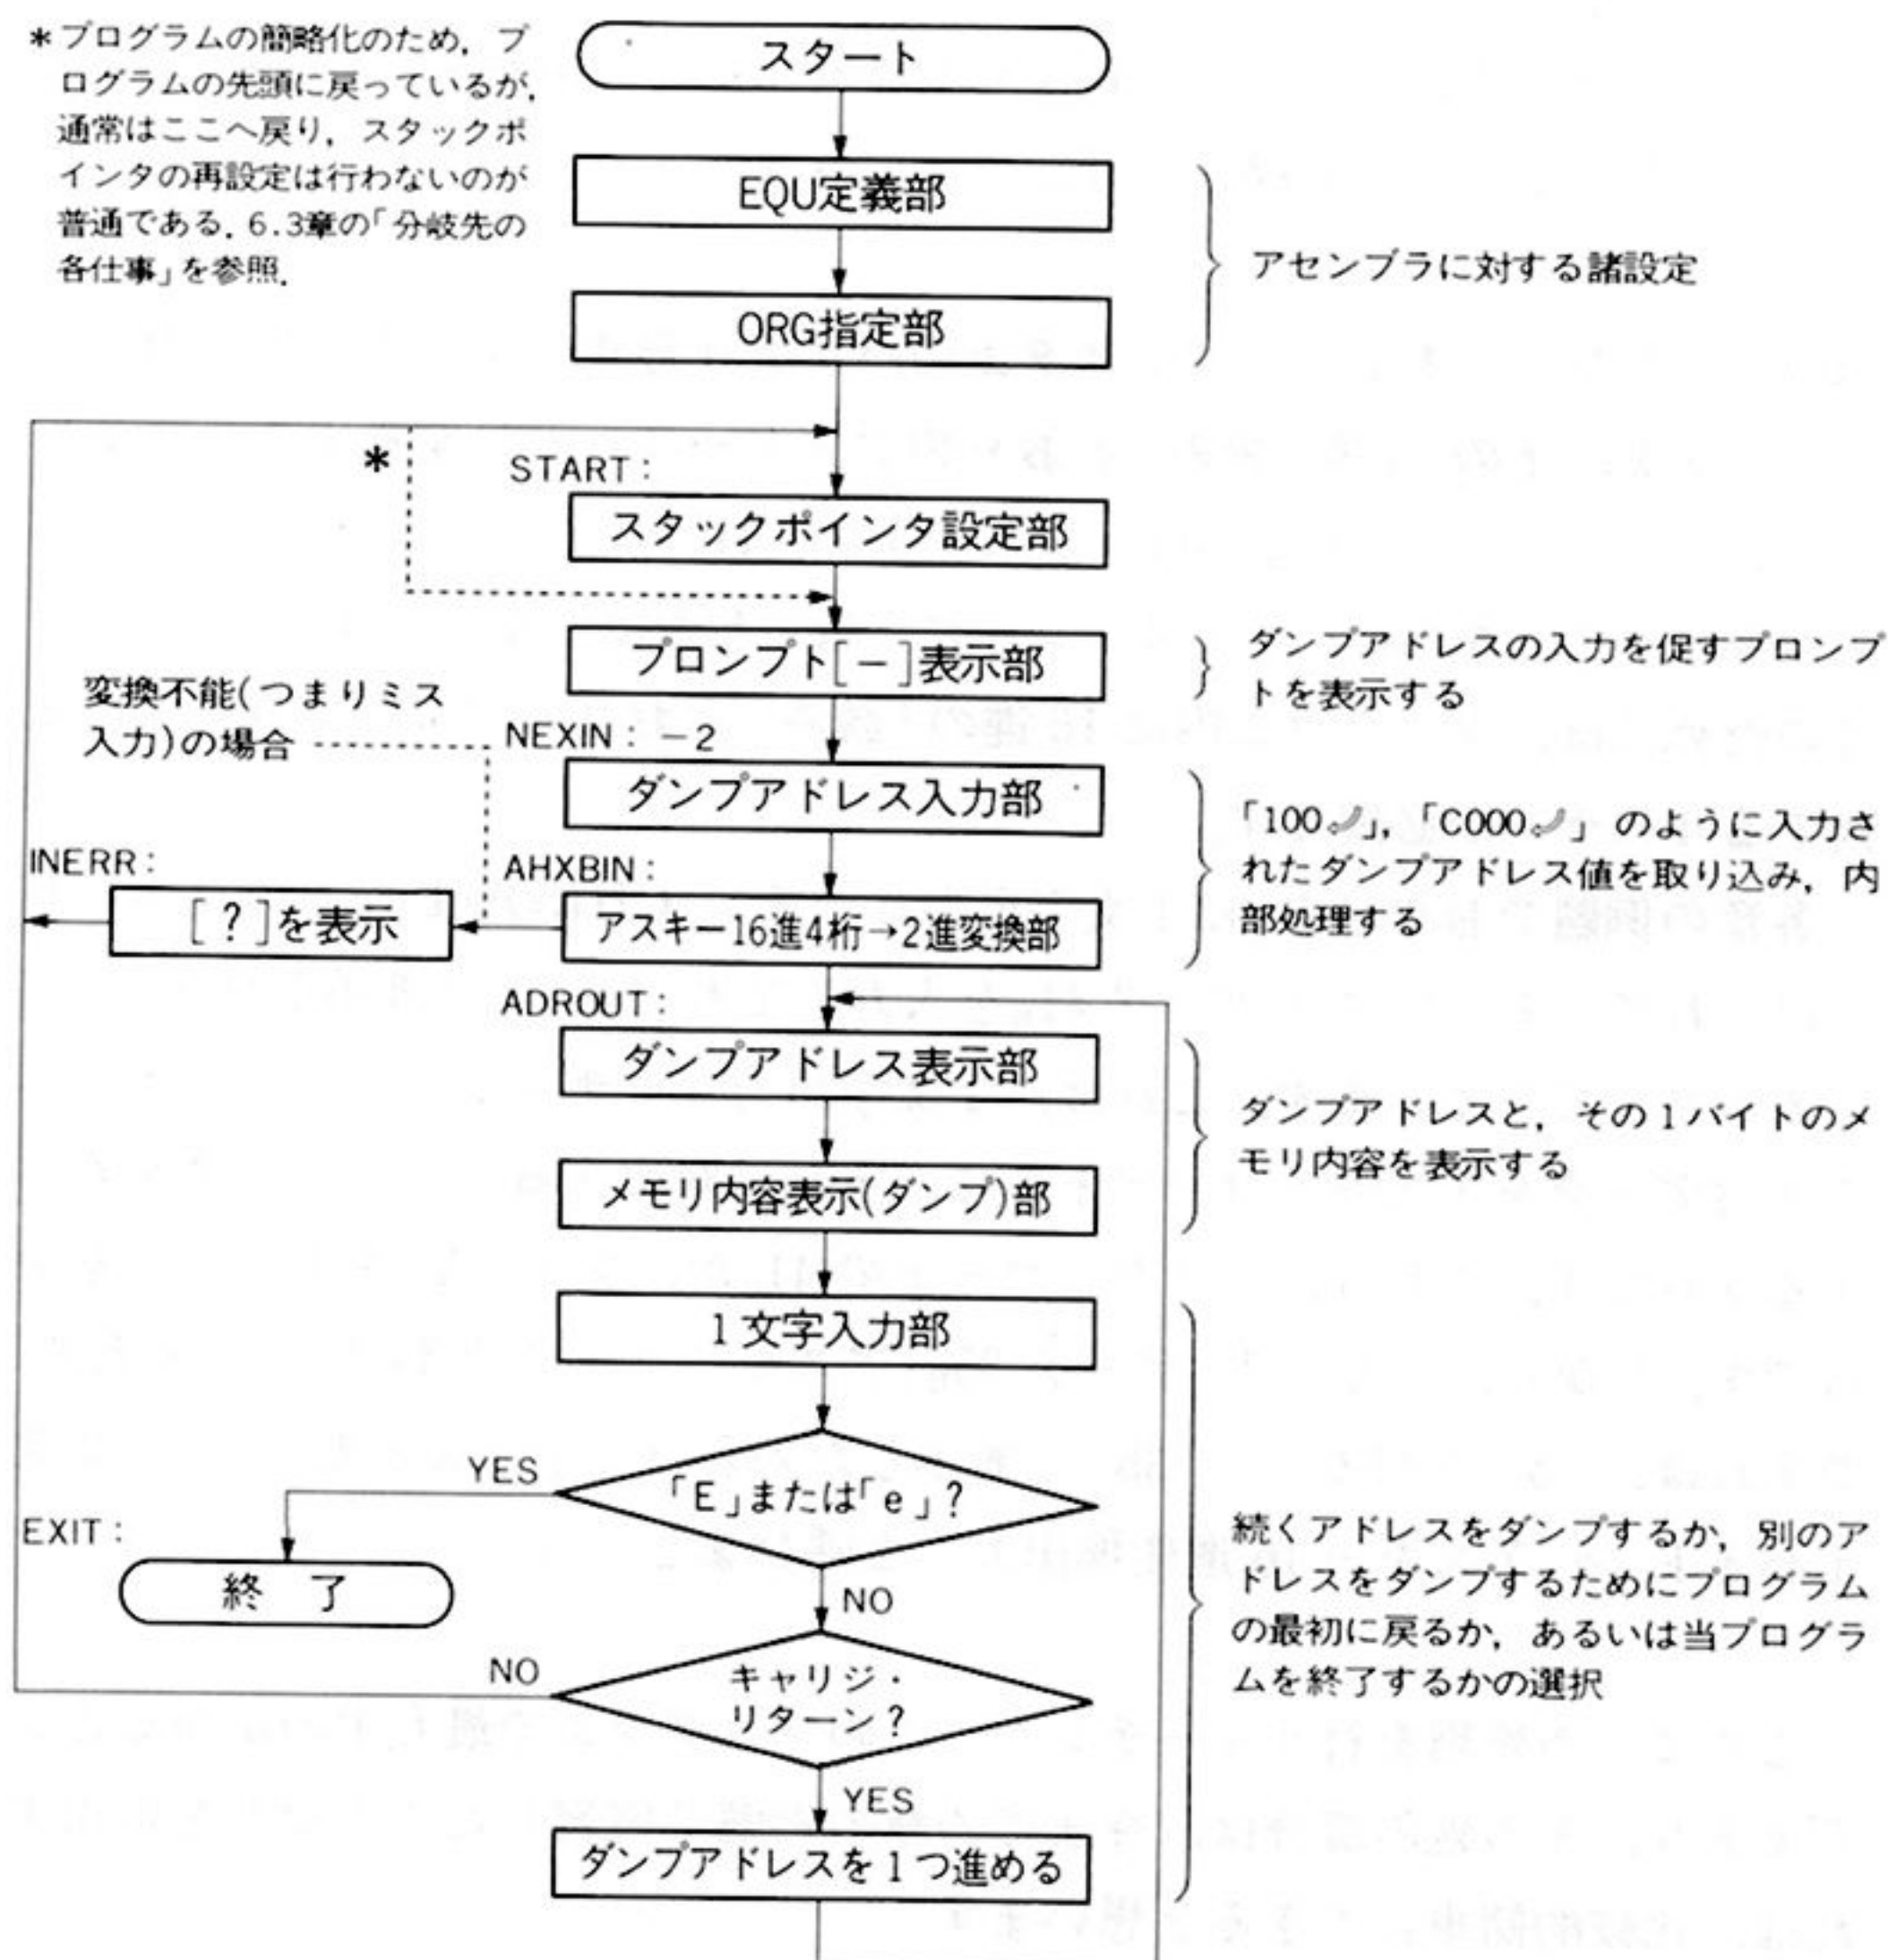 *プログラムの簡略化のため，プ
ログラムの先頭に戻っているが，
通常はここへ戻り，スタックポ
インタの再設定は行わないのが
普通である．6.3章の「分岐先の
各仕事」を参照．
スタート
EQU定義部
ORG指定部
アセンブラに対する諸設定
*
START：
スタックポインタ設定部
プロンプト[－]表示部
ダンプアドレスの入力を促すプロンプ
トを表示する
変換不能(つまりミス
入力)の場合
NEXIN：－2
ダンプアドレス入力部
「100⏎」，「C000⏎」のように入力さ
れたダンプアドレス値を取り込み，内
部処理する
INERR：
[？]を表示
AHXBIN：
アスキー16進4桁→2進変換部
ADROUT：
ダンプアドレス表示部
メモリ内容表示(ダンプ)部
ダンプアドレスと，その1バイトのメ
モリ内容を表示する
1文字入力部
「E」または「e」？
YES
EXIT：
終 了
NO
キャリジ・
リターン？
NO
YES
ダンプアドレスを1つ進める
続くアドレスをダンプするか，別のア
ドレスをダンプするためにプログラム
の最初に戻るか，あるいは当プログラ
ムを終了するかの選択